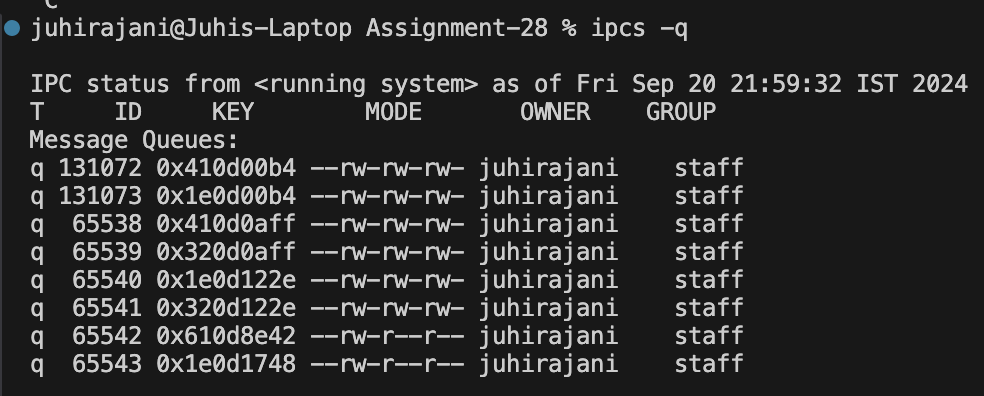 C
juhirajani@Juhis-Laptop Assignment-28 % ipcs -q
IPC status from <running system> as of Fri Sep 20 21:59:32 IST 2024
T     ID     KEY        MODE       OWNER    GROUP
Message Queues:
q 131072 0x410d00b4 --rw-rw-rw- juhirajani    staff
q 131073 0x1e0d00b4 --rw-rw-rw- juhirajani    staff
q  65538 0x410d0aff --rw-rw-rw- juhirajani    staff
q  65539 0x320d0aff --rw-rw-rw- juhirajani    staff
q  65540 0x1e0d122e --rw-rw-rw- juhirajani    staff
q  65541 0x320d122e --rw-rw-rw- juhirajani    staff
q  65542 0x610d8e42 --rw-r--r-- juhirajani    staff
q  65543 0x1e0d1748 --rw-r--r-- juhirajani    staff